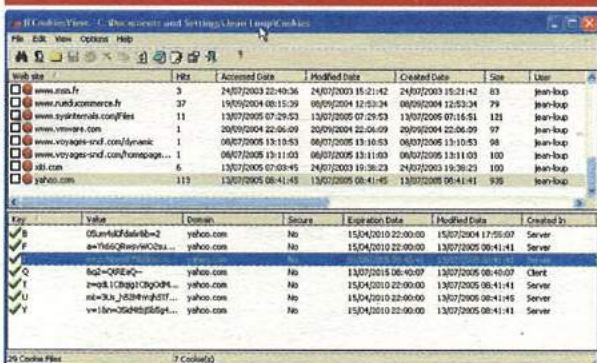 IECookiesView: C:\Documents and Settings\Jean Loup\Cookies
File Edit View Options Help
Web site / Hits Accessed Date Modified Date Created Date Size User
www.msn.fr 3 24/07/2003 22:40:36 24/07/2003 15:21:42 24/07/2003 15:21:42 83 jean-loup
www.rueducommerce.fr 37 19/09/2004 08:15:39 08/09/2004 12:53:34 08/09/2004 12:53:34 79 jean-loup
www.sysinternals.com/Files 11 13/07/2005 07:29:53 13/07/2005 07:29:53 13/07/2005 07:16:51 121 jean-loup
www.vmware.com 1 20/09/2004 22:06:09 20/09/2004 22:06:09 20/09/2004 22:06:09 97 jean-loup
www.voyages-sncf.com/dynamic 1 08/07/2005 13:10:53 08/07/2005 13:10:53 08/07/2005 13:10:53 98 jean-loup
www.voyages-sncf.com/homepage... 1 08/07/2005 13:11:03 08/07/2005 13:11:03 08/07/2005 13:11:03 100 jean-loup
xiti.com 6 13/07/2005 07:03:45 24/07/2003 19:38:23 24/07/2003 19:38:23 100 jean-loup
yahoo.com 113 13/07/2005 08:41:45 13/07/2005 08:41:45 13/07/2005 08:41:41 935 jean-loup
Key / Value Domain Secure Expiration Date Modified Date Created In
B yahoo.com No 15/04/2010 22:00:00 15/07/2004 17:55:07 Server
F yahoo.com No 15/04/2010 22:00:00 13/07/2005 08:41:41 Server
Q yahoo.com No 13/07/2015 08:40:07 13/07/2005 08:40:07 Client
T yahoo.com No 15/04/2010 22:00:00 13/07/2005 08:41:41 Server
U yahoo.com No 15/04/2010 22:00:00 13/07/2005 08:41:45 Server
Y yahoo.com No 15/04/2010 22:00:00 13/07/2005 08:41:41 Server
29 Cookie Files 7 Cookie(s)